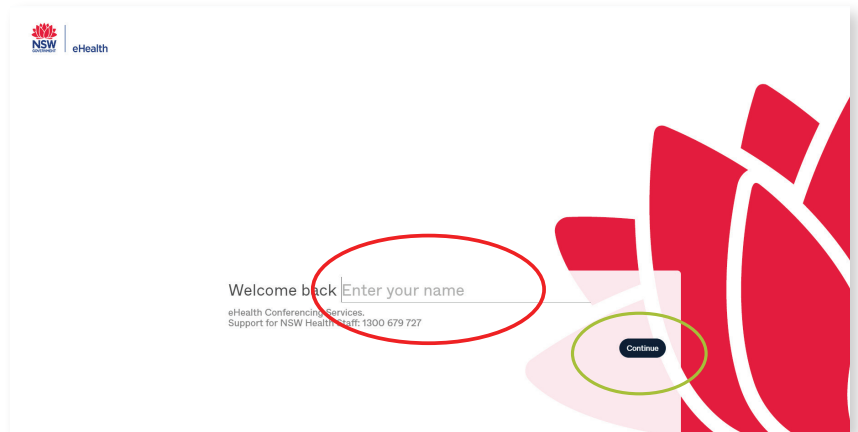 NSW
GOVERNMENT
eHealth
Welcome back Enter your name
eHealth Conferencing Services.
Support for NSW Health Staff: 1300 679 727
Continue